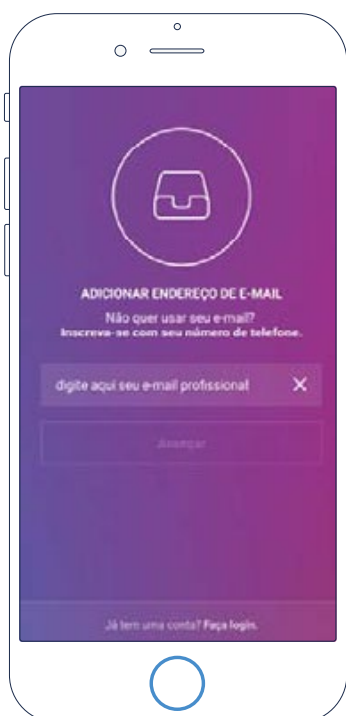 ADICIONAR ENDEREÇO DE E-MAIL
Não quer usar seu e-mail?
Inscreva-se com seu número de telefone.
digite aqui seu e-mail profissional
Avançar
Já tem uma conta? Faça login.